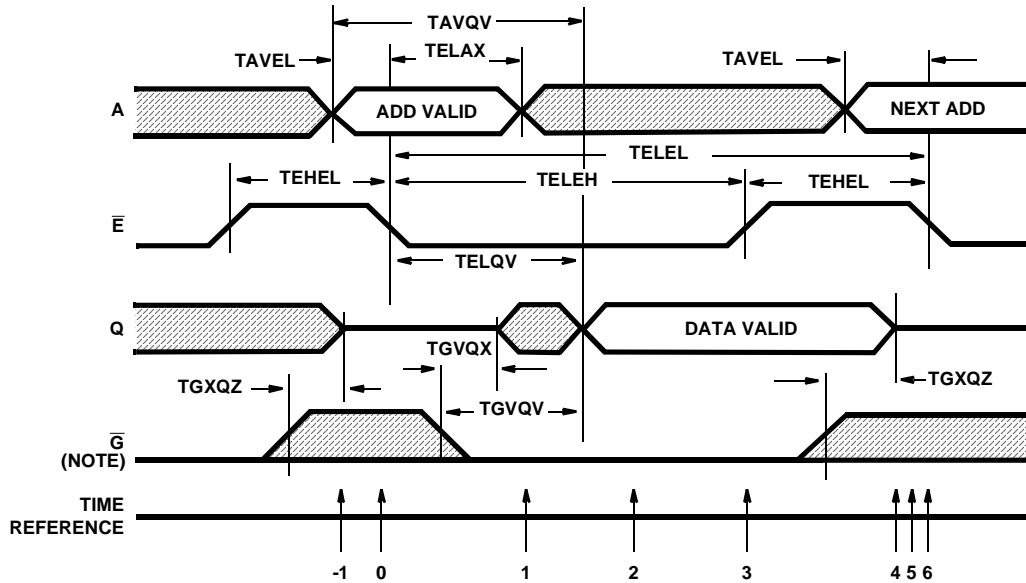 TAVQV
TAVEL
TELAX
TAVEL
A
ADD VALID
NEXT ADD
TELEL
TEHEL
TELEH
TEHEL
E̅
TELQV
Q
DATA VALID
TGVQX
TGXQZ
TGXQZ
TGVQV
G̅
(NOTE)
TIME
REFERENCE
-1 0 1 2 3 4 5 6